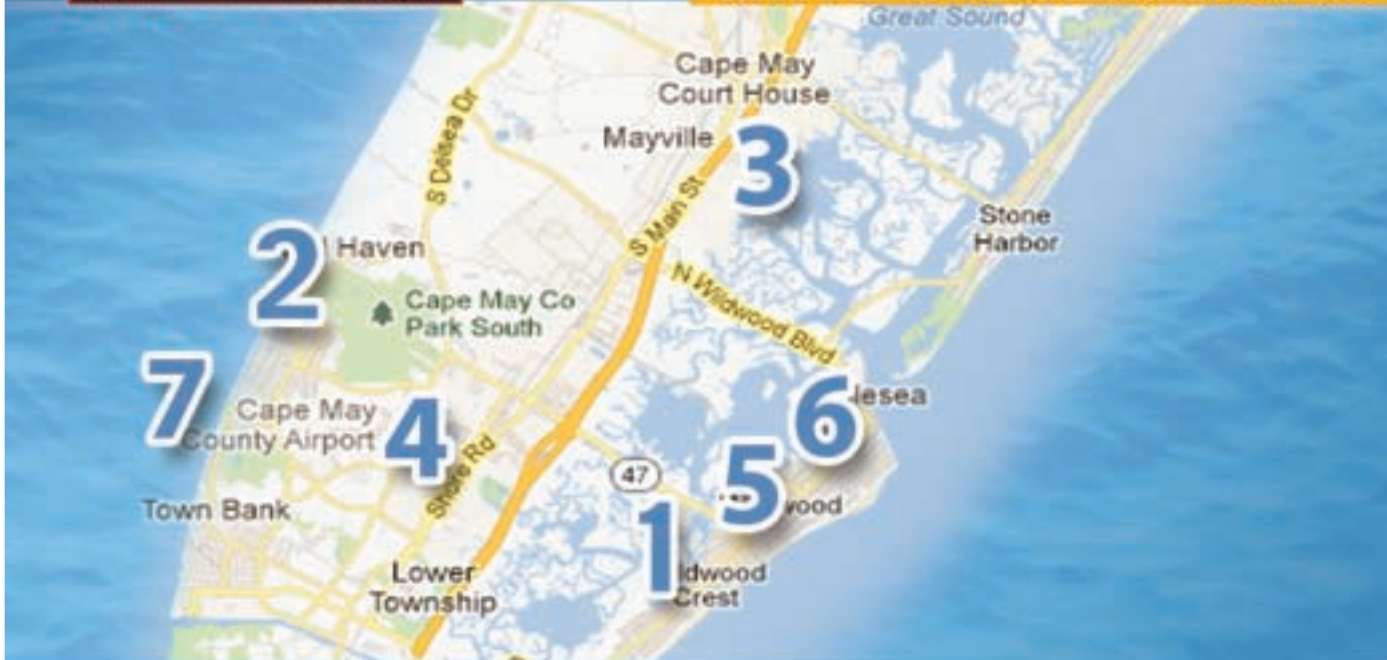 Great Sound
Cape May
Court House
Mayville
3
S Delsea Dr
S Main St
Stone
Harbor
2
l Haven
N Wildwood Blvd
Cape May Co
Park South
7
Cape May
County Airport
4
6
lesea
Shore Rd
47
5
wood
Town Bank
1
ldwood
Crest
Lower
Township